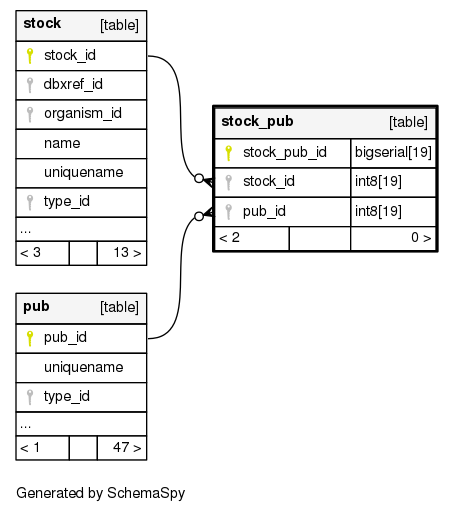 stock [table]
stock_id
dbxref_id
organism_id
name
uniquename
type_id
...
< 3 13 >
stock_pub [table]
stock_pub_id bigserial[19]
stock_id int8[19]
pub_id int8[19]
< 2 0 >
pub [table]
pub_id
uniquename
type_id
...
< 1 47 >
Generated by SchemaSpy